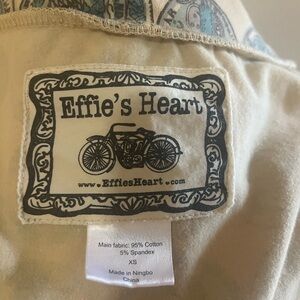 Effie's Heart
www.EffiesHeart.com
Main fabric: 95% Cotton
5% Spandex
XS
Made in Ningbo
China